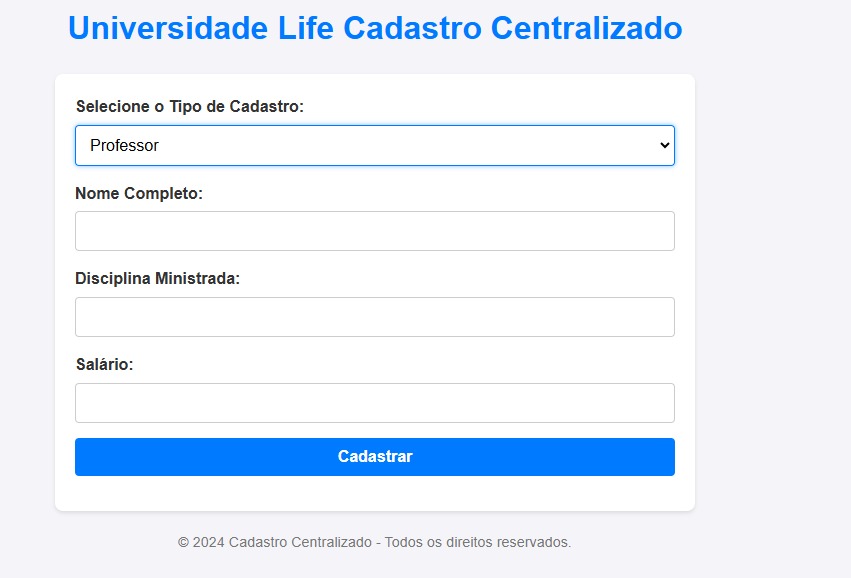 Universidade Life Cadastro Centralizado
Selecione o Tipo de Cadastro:
Professor
Nome Completo:
Disciplina Ministrada:
Salário:
Cadastrar
© 2024 Cadastro Centralizado - Todos os direitos reservados.